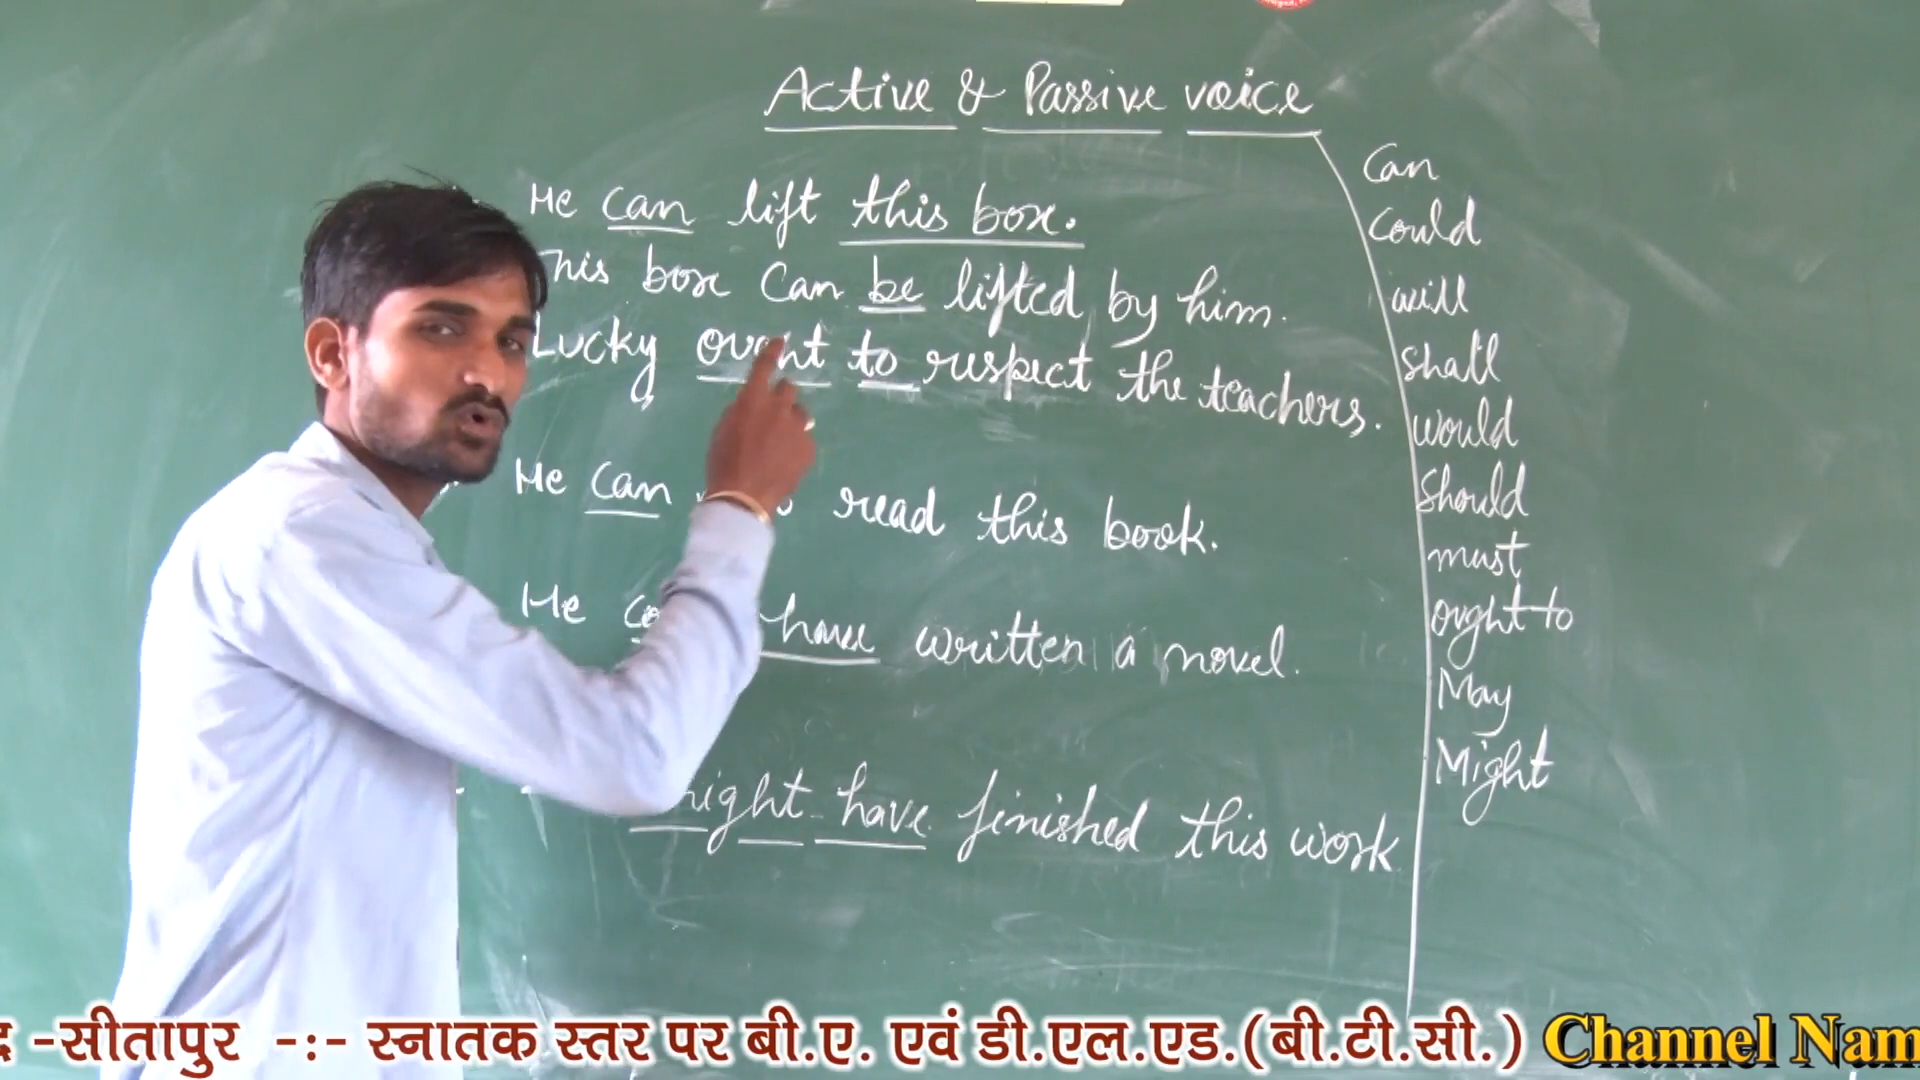 Active & Passive voice
He can lift this box.
This box Can be lifted by him.
Lucky to respect the teachers.
He Can read this book.
He have written a novel.
have finished this work
Can
Could
will
Shall
would
Should
must
ought to
May
Might
-सीतापुर -:- स्नातक स्तर पर बी.ए. एवं डी.एल.एड.(बी.टी.सी.) Channel Nam